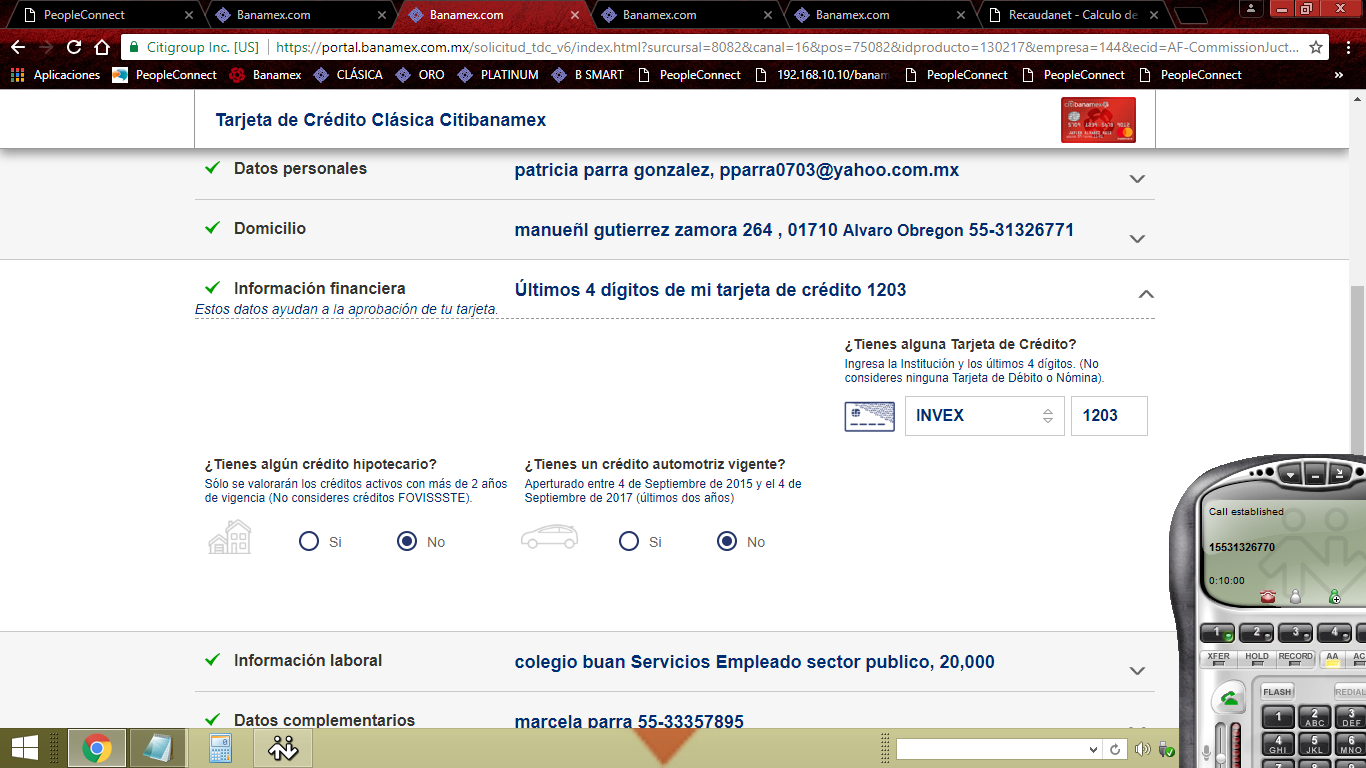 PeopleConnect
Banamex.com
Banamex.com
Banamex.com
Banamex.com
Recaudanet - Calculo de
Citigroup Inc. [US] https://portal.banamex.com.mx/solicitud_tdc_v6/index.html?surcursal=8082&canal=16&pos=75082&idproducto=130217&empresa=144&ecid=AF-CommissionJuct...
Aplicaciones PeopleConnect Banamex CLÁSICA ORO PLATINUM B SMART PeopleConnect 192.168.10.10/banam PeopleConnect PeopleConnect PeopleConnect »
Tarjeta de Crédito Clásica Citibanamex
citibanamex
Datos personales patricia parra gonzalez, pparra0703@yahoo.com.mx
Domicilio manueñl gutierrez zamora 264 , 01710 Alvaro Obregon 55-31326771
Información financiera Últimos 4 dígitos de mi tarjeta de crédito 1203
Estos datos ayudan a la aprobación de tu tarjeta.
¿Tienes alguna Tarjeta de Crédito?
Ingresa la Institución y los últimos 4 dígitos. (No
consideres ninguna Tarjeta de Débito o Nómina).
INVEX 1203
¿Tienes algún crédito hipotecario?
Sólo se valorarán los créditos activos con más de 2 años
de vigencia (No consideres créditos FOVISSSTE).
Si No
¿Tienes un crédito automotriz vigente?
Aperturado entre 4 de Septiembre de 2015 y el 4 de
Septiembre de 2017 (últimos dos años)
Si No
Información laboral colegio buan Servicios Empleado sector publico, 20,000
Datos complementarios marcela parra 55-33357895
Call established
15531326770
0:10:00
1 2 3 4
XFER HOLD RECORD AA AC
FLASH REDIAL
1 2 ABC 3 DEF
4 GHI 5 JKL 6 MNO
7 8 9